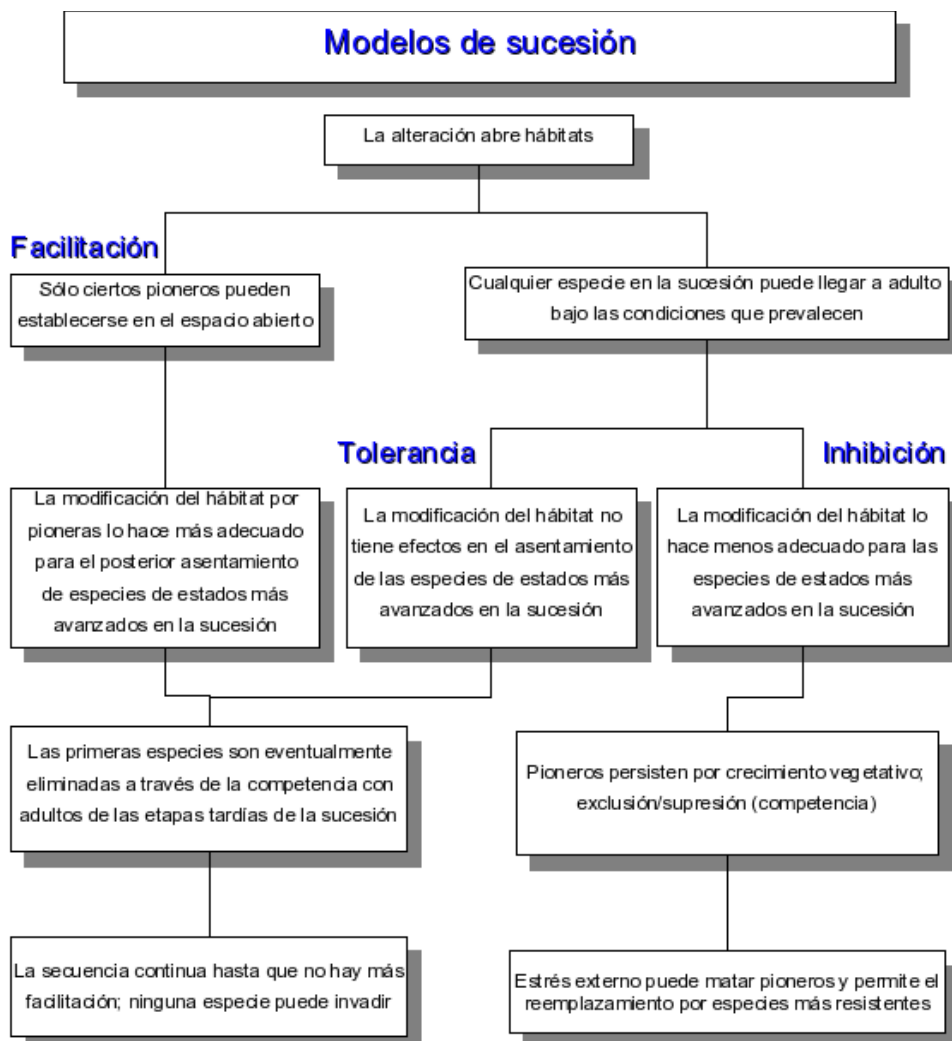 Modelos de sucesión
La alteración abre hábitats
Facilitación
Sólo ciertos pioneros pueden
establecerse en el espacio abierto
Cualquier especie en la sucesión puede llegar a adulto
bajo las condiciones que prevalecen
Tolerancia
Inhibición
La modificación del hábitat por
pioneras lo hace más adecuado
para el posterior asentamiento
de especies de estados más
avanzados en la sucesión
La modificación del hábitat no
tiene efectos en el asentamiento
de las especies de estados más
avanzados en la sucesión
La modificación del hábitat lo
hace menos adecuado para las
especies de estados más
avanzados en la sucesión
Las primeras especies son eventualmente
eliminadas a través de la competencia con
adultos de las etapas tardías de la sucesión
Pioneros persisten por crecimiento vegetativo;
exclusión/supresión (competencia)
La secuencia continua hasta que no hay más
facilitación; ninguna especie puede invadir
Estrés externo puede matar pioneros y permite el
reemplazamiento por especies más resistentes